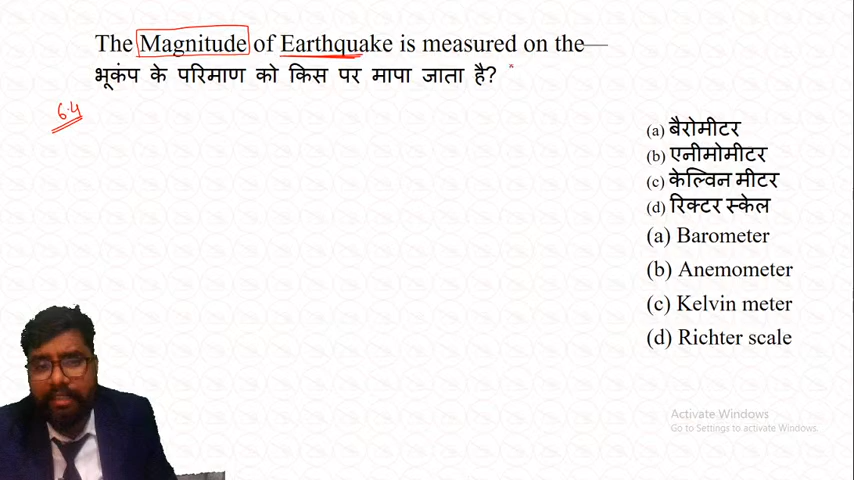 The Magnitude of Earthquake is measured on the
भूकंप के परिमाण को किस पर मापा जाता है?
6.4
(a) बैरोमीटर
(b) एनीमोमीटर
(c) केल्विन मीटर
(d) रिक्टर स्केल
(a) Barometer
(b) Anemometer
(c) Kelvin meter
(d) Richter scale
Activate Windows
Go to Settings to activate Windows.